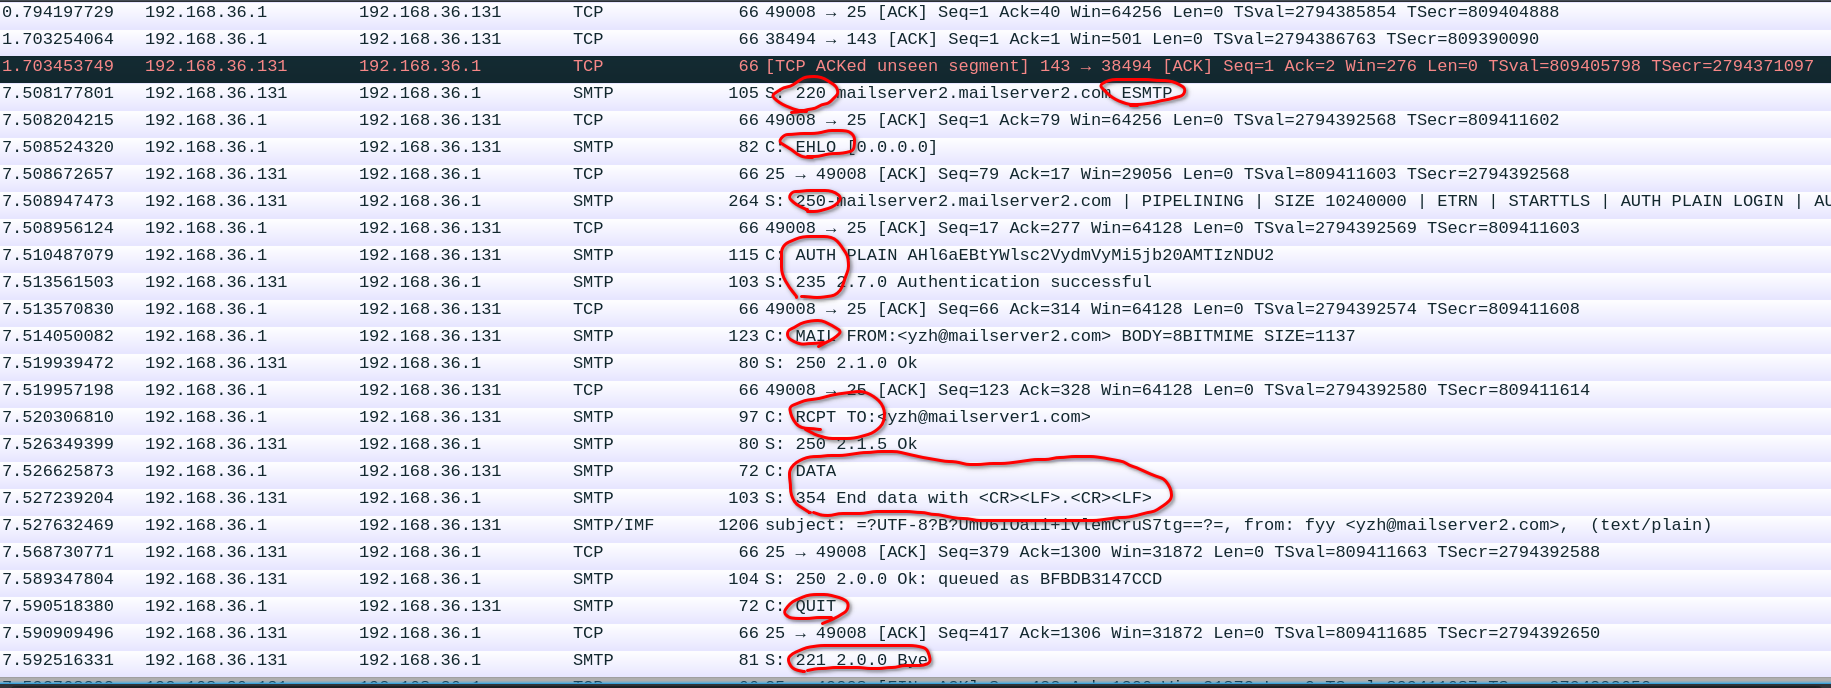 0.794197729 192.168.36.1 192.168.36.131 TCP 66 49008 → 25 [ACK] Seq=1 Ack=40 Win=64256 Len=0 TSval=2794385854 TSecr=809404888
1.703254064 192.168.36.1 192.168.36.131 TCP 66 38494 → 143 [ACK] Seq=1 Ack=1 Win=501 Len=0 TSval=2794386763 TSecr=809390090
1.703453749 192.168.36.131 192.168.36.1 TCP 66 [TCP ACKed unseen segment] 143 → 38494 [ACK] Seq=1 Ack=2 Win=276 Len=0 TSval=809405798 TSecr=2794371097
7.508177801 192.168.36.131 192.168.36.1 SMTP 105 S: 220 mailserver2.mailserver2.com ESMTP
7.508204215 192.168.36.1 192.168.36.131 TCP 66 49008 → 25 [ACK] Seq=1 Ack=79 Win=64256 Len=0 TSval=2794392568 TSecr=809411602
7.508524320 192.168.36.1 192.168.36.131 SMTP 82 C: EHLO [0.0.0.0]
7.508672657 192.168.36.131 192.168.36.1 TCP 66 25 → 49008 [ACK] Seq=79 Ack=17 Win=29056 Len=0 TSval=809411603 TSecr=2794392568
7.508947473 192.168.36.131 192.168.36.1 SMTP 264 S: 250-mailserver2.mailserver2.com | PIPELINING | SIZE 10240000 | ETRN | STARTTLS | AUTH PLAIN LOGIN | AU
7.508956124 192.168.36.1 192.168.36.131 TCP 66 49008 → 25 [ACK] Seq=17 Ack=277 Win=64128 Len=0 TSval=2794392569 TSecr=809411603
7.510487079 192.168.36.1 192.168.36.131 SMTP 115 C: AUTH PLAIN AHl6aEBtYWlsc2VydmVyMi5jb20AMTIzNDU2
7.513561503 192.168.36.131 192.168.36.1 SMTP 103 S: 235 2.7.0 Authentication successful
7.513570830 192.168.36.1 192.168.36.131 TCP 66 49008 → 25 [ACK] Seq=66 Ack=314 Win=64128 Len=0 TSval=2794392574 TSecr=809411608
7.514050082 192.168.36.1 192.168.36.131 SMTP 123 C: MAIL FROM:<yzh@mailserver2.com> BODY=8BITMIME SIZE=1137
7.519939472 192.168.36.131 192.168.36.1 SMTP 80 S: 250 2.1.0 Ok
7.519957198 192.168.36.1 192.168.36.131 TCP 66 49008 → 25 [ACK] Seq=123 Ack=328 Win=64128 Len=0 TSval=2794392580 TSecr=809411614
7.520306810 192.168.36.1 192.168.36.131 SMTP 97 C: RCPT TO:<yzh@mailserver1.com>
7.526349399 192.168.36.131 192.168.36.1 SMTP 80 S: 250 2.1.5 Ok
7.526625873 192.168.36.1 192.168.36.131 SMTP 72 C: DATA
7.527239204 192.168.36.131 192.168.36.1 SMTP 103 S: 354 End data with <CR><LF>.<CR><LF>
7.527632469 192.168.36.1 192.168.36.131 SMTP/IMF 1206 subject: from: fyy <yzh@mailserver2.com>, (text/plain)
7.568730771 192.168.36.131 192.168.36.1 TCP 66 25 → 49008 [ACK] Seq=379 Ack=1300 Win=31872 Len=0 TSval=809411663 TSecr=2794392588
7.589347804 192.168.36.131 192.168.36.1 SMTP 104 S: 250 2.0.0 Ok: queued as BFBDB3147CCD
7.590518380 192.168.36.1 192.168.36.131 SMTP 72 C: QUIT
7.590909496 192.168.36.131 192.168.36.1 TCP 66 25 → 49008 [ACK] Seq=417 Ack=1306 Win=31872 Len=0 TSval=809411685 TSecr=2794392650
7.592516331 192.168.36.131 192.168.36.1 SMTP 81 S: 221 2.0.0 Bye